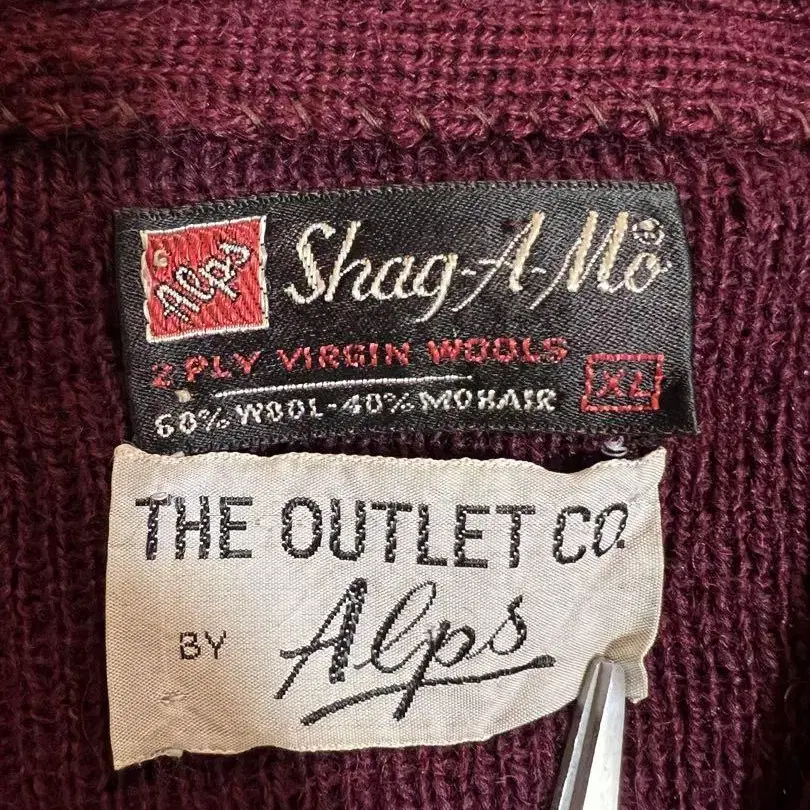 Alps
Shag-A-Mo
2 PLY VIRGIN WOOLS
XL
60% WOOL-40% MOHAIR
THE OUTLET CO.
BY Alps